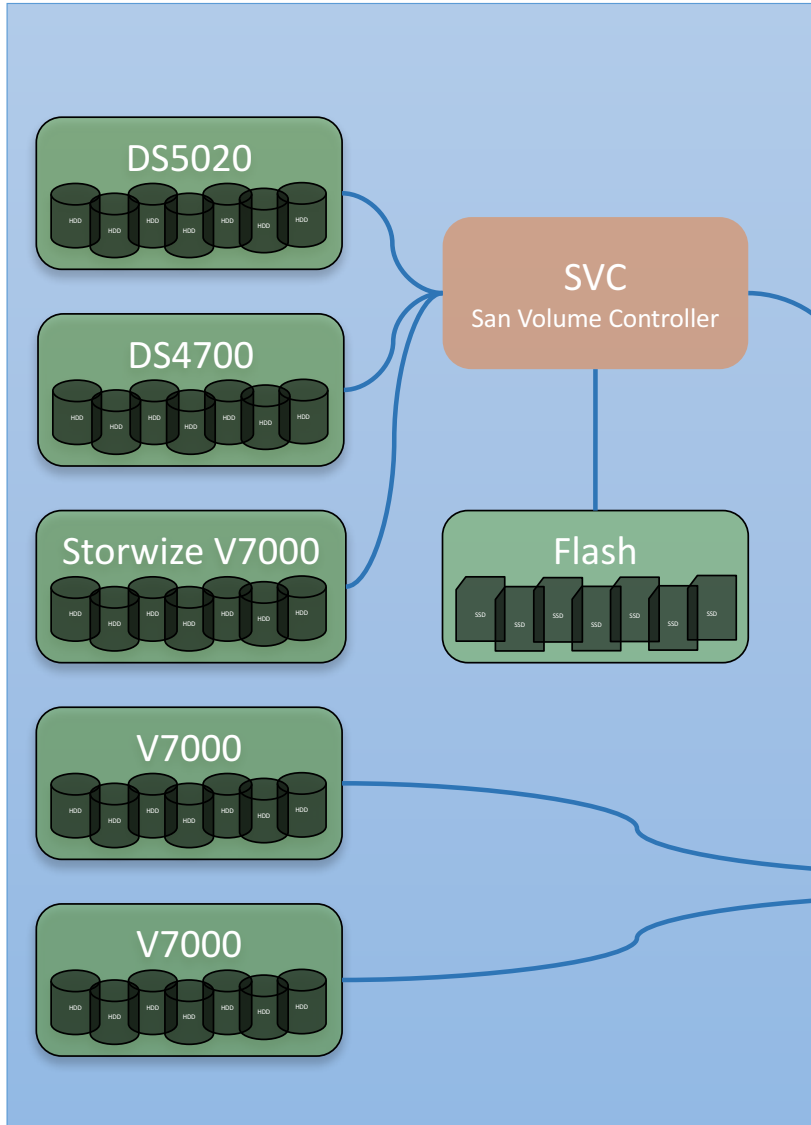 DS5020
HDD HDD HDD HDD HDD HDD HDD
SVC
San Volume Controller
DS4700
HDD HDD HDD HDD HDD HDD HDD
Storwize V7000
HDD HDD HDD HDD HDD HDD HDD
Flash
SSD SSD SSD SSD SSD SSD SSD
V7000
HDD HDD HDD HDD HDD HDD HDD
V7000
HDD HDD HDD HDD HDD HDD HDD